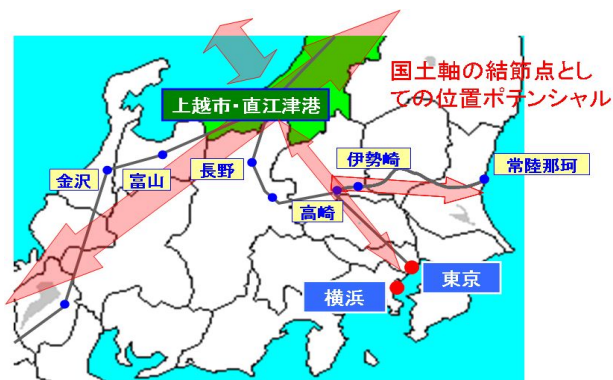 国土軸の結節点とし
ての位置ポテンシャル
上越市・直江津港
金沢
富山
長野
伊勢崎
常陸那珂
高崎
東京
横浜